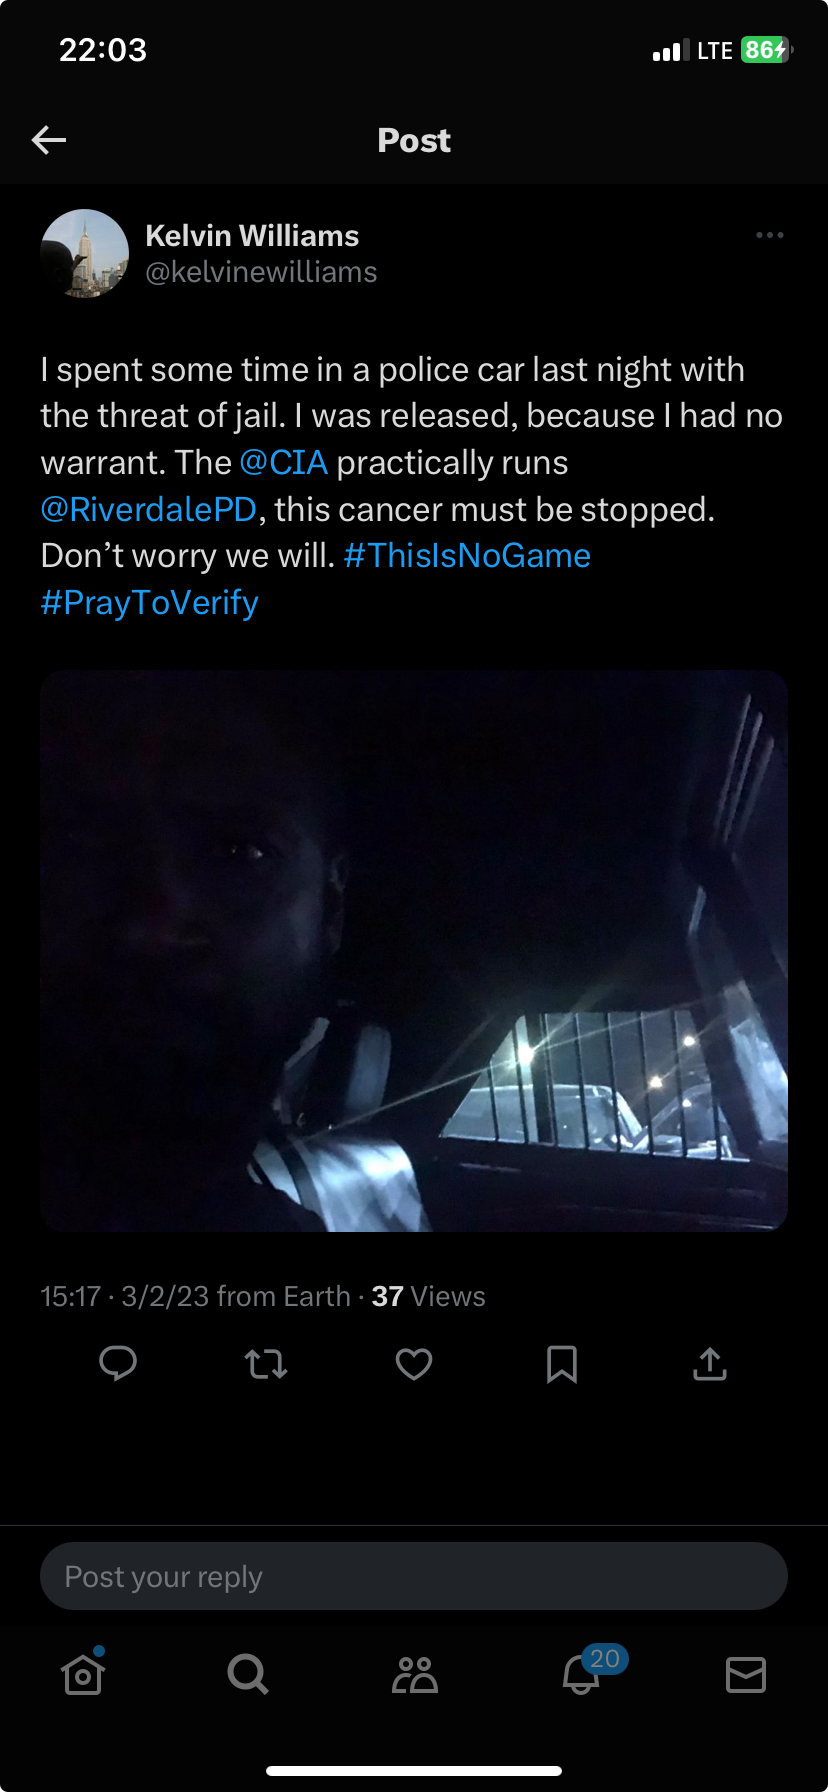 22:03
LTE 86
Post
Kelvin Williams
@kelvinewilliams
I spent some time in a police car last night with
the threat of jail. I was released, because I had no
warrant. The @CIA practically runs
@RiverdalePD, this cancer must be stopped.
Don’t worry we will. #ThisIsNoGame
#PrayToVerify
15:17 · 3/2/23 from Earth · 37 Views
Post your reply
20